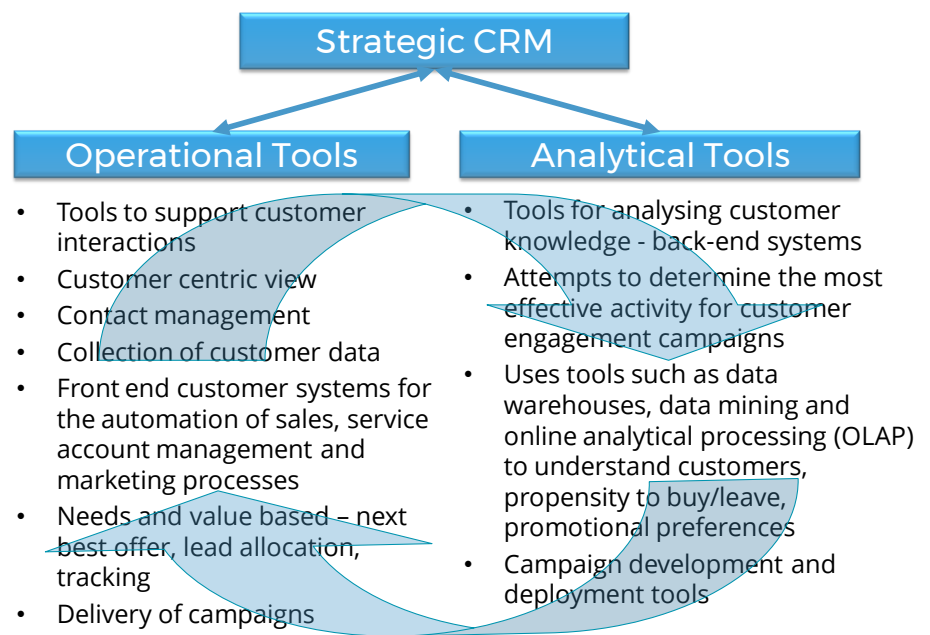 Strategic CRM
Operational Tools
• Tools to support customer
interactions
• Customer centric view
• Contact management
• Collection of customer data
• Front end customer systems for
the automation of sales, service
account management and
marketing processes
• Needs and value based – next
best offer, lead allocation,
tracking
• Delivery of campaigns
Analytical Tools
• Tools for analysing customer
knowledge - back-end systems
• Attempts to determine the most
effective activity for customer
engagement campaigns
• Uses tools such as data
warehouses, data mining and
online analytical processing (OLAP)
to understand customers,
propensity to buy/leave,
promotional preferences
• Campaign development and
deployment tools